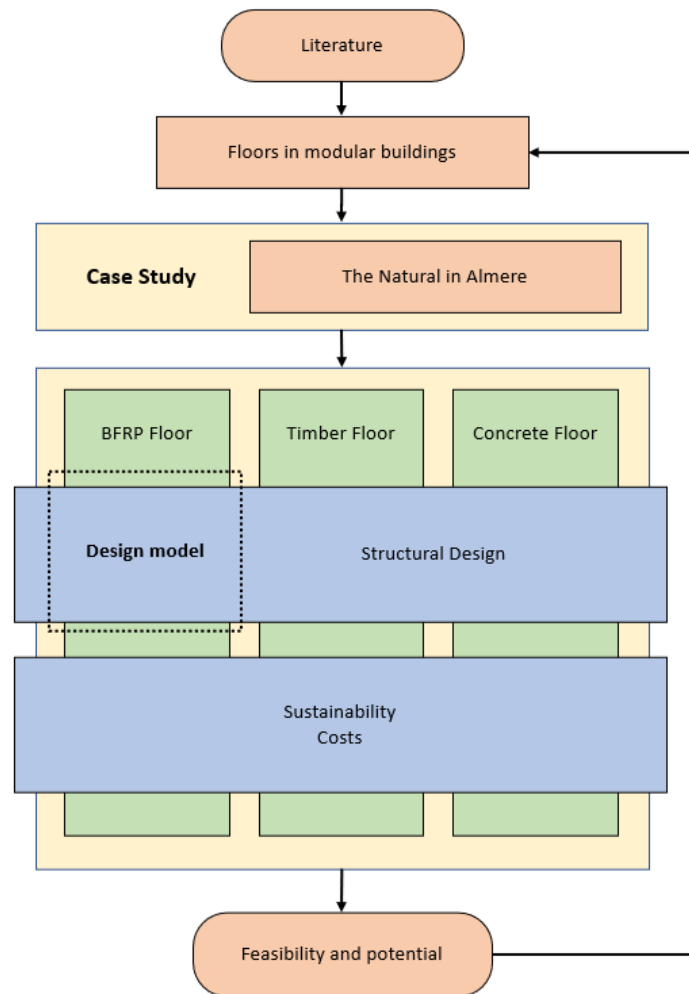 Literature
Floors in modular buildings
Case Study
The Natural in Almere
BFRP Floor
Timber Floor
Concrete Floor
Design model
Structural Design
Sustainability
Costs
Feasibility and potential